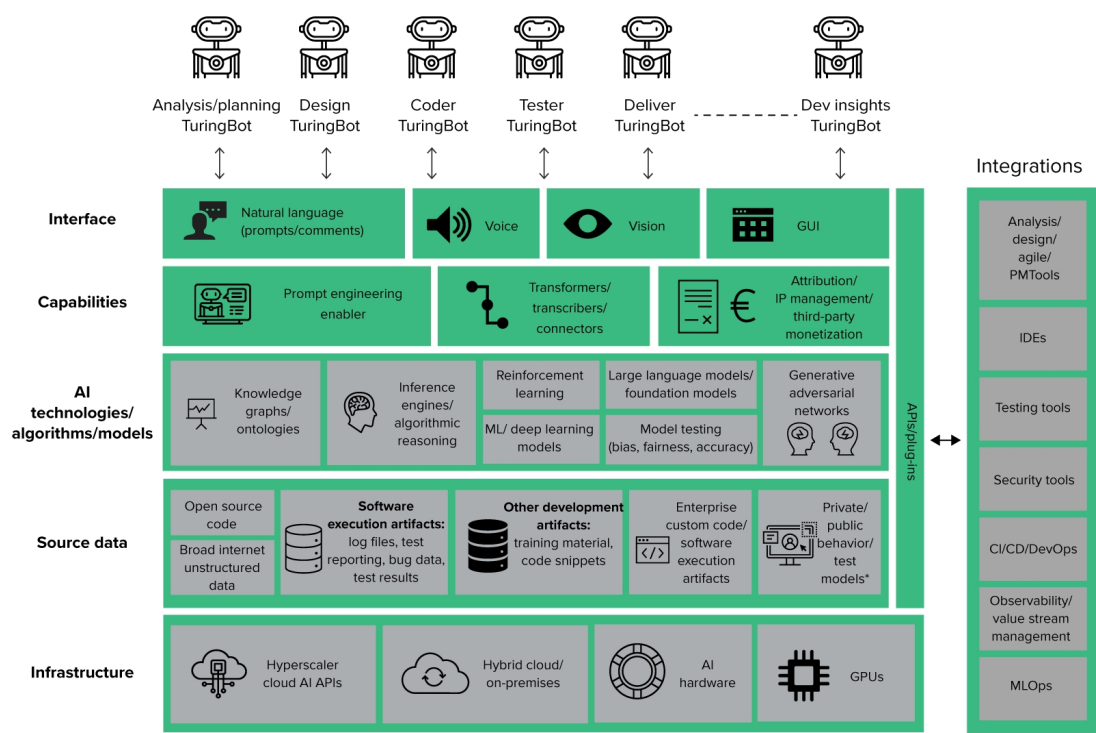 Analysis/planning
TuringBot
Design
TuringBot
Coder
TuringBot
Tester
TuringBot
Deliver
TuringBot
Dev insights
TuringBot
Integrations
Interface
Natural language
(prompts/comments)
Voice
Vision
GUI
Capabilities
Prompt engineering
enabler
Transformers/
transcribers/
connectors
Attribution/
IP management/
third-party
monetization
€
AI
technologies/
algorithms/models
Knowledge
graphs/
ontologies
Inference
engines/
algorithmic
reasoning
Reinforcement
learning
ML/ deep learning
models
Large language models/
foundation models
Model testing
(bias, fairness, accuracy)
Generative
adversarial
networks
Source data
Open source
code
Broad internet
unstructured
data
Software
execution artifacts:
log files, test
reporting, bug data,
test results
Other development
artifacts:
training material,
code snippets
Enterprise
custom code/
software
execution
artifacts
Private/
public
behavior/
test
models*
Infrastructure
Hyperscaler
cloud AI APIs
Hybrid cloud/
on-premises
AI
hardware
GPUs
APIs/plug-ins
Analysis/
design/
agile/
PMTools
IDEs
Testing tools
Security tools
CI/CD/DevOps
Observability/
value stream
management
MLOps